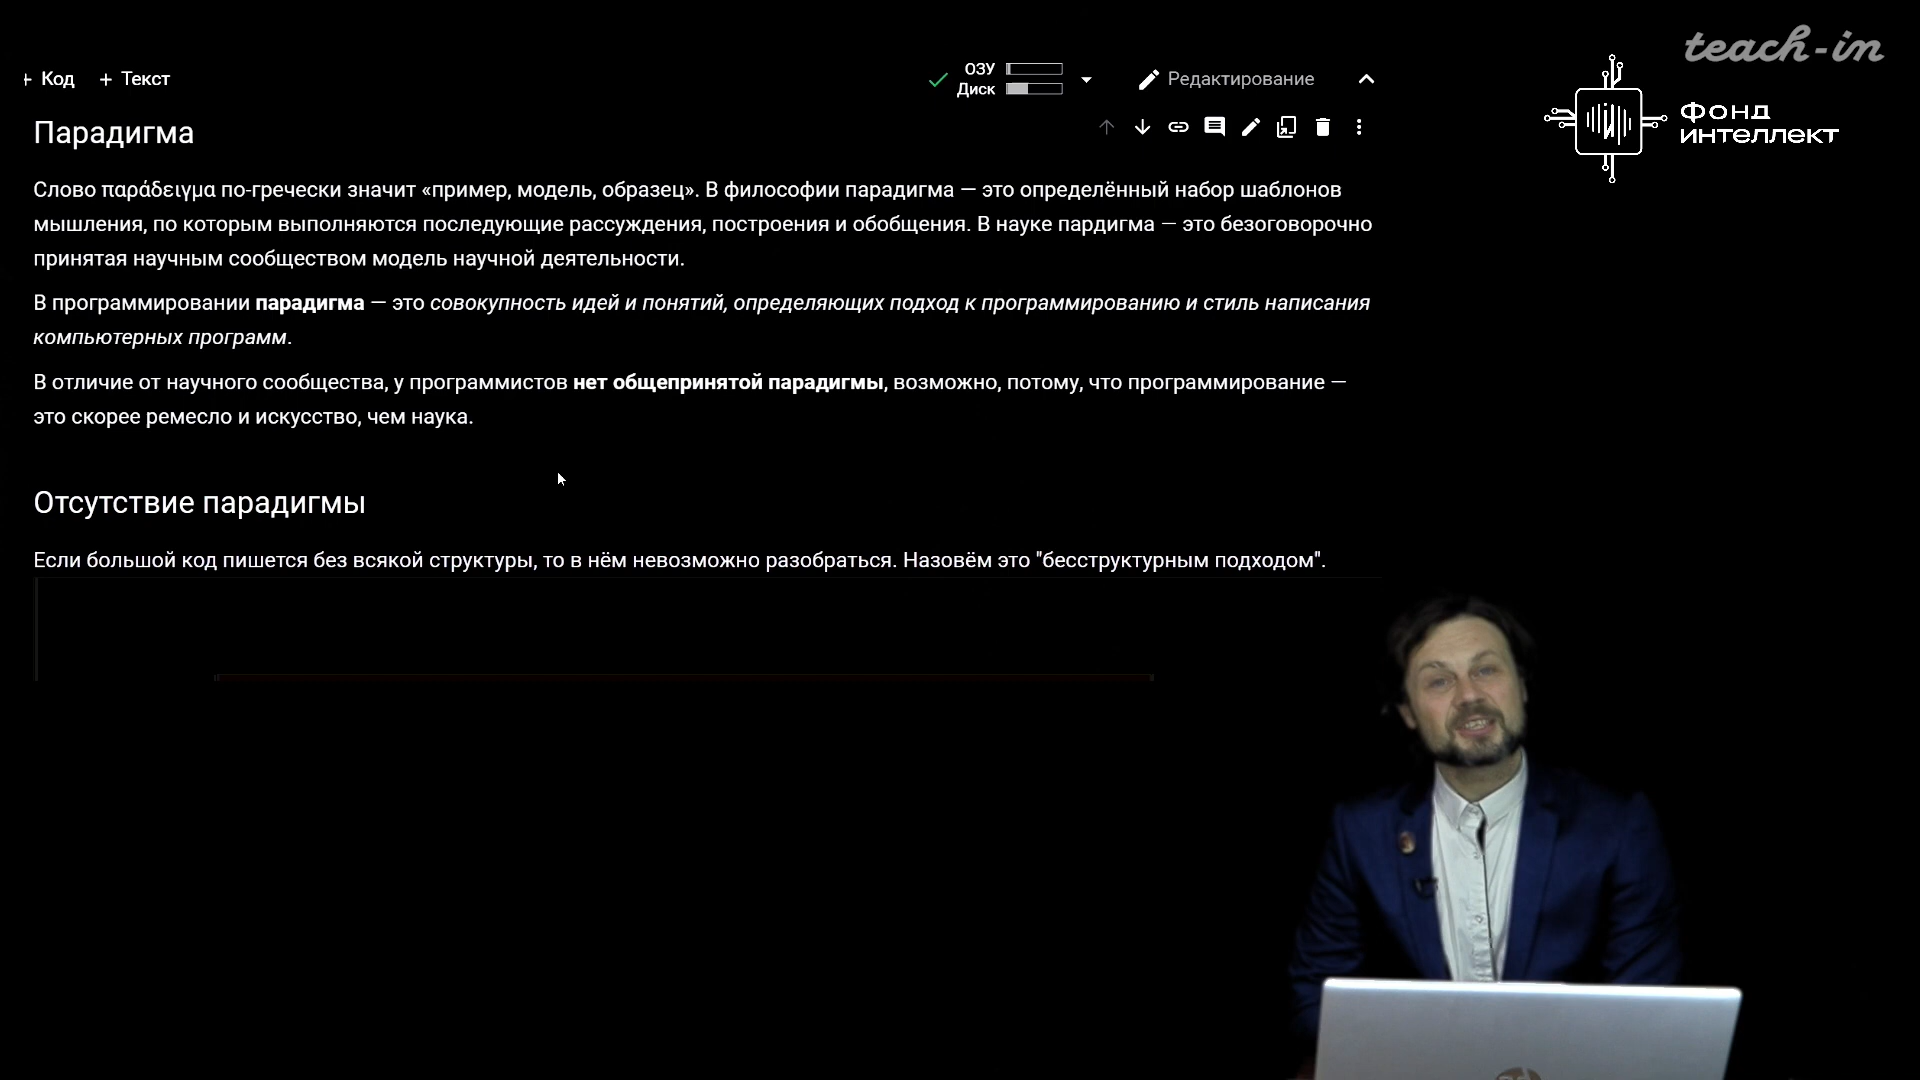 teach-in
+ Код + Текст
ОЗУ
Диск
Редактирование
Фонд
интеллект
Парадигма
Слово παράδειγμα по-гречески значит «пример, модель, образец». В философии парадигма — это определённый набор шаблонов
мышления, по которым выполняются последующие рассуждения, построения и обобщения. В науке пардигма — это безоговорочно
принятая научным сообществом модель научной деятельности.
В программировании парадигма — это совокупность идей и понятий, определяющих подход к программированию и стиль написания
компьютерных программ.
В отличие от научного сообщества, у программистов нет общепринятой парадигмы, возможно, потому, что программирование —
это скорее ремесло и искусство, чем наука.
Отсутствие парадигмы
Если большой код пишется без всякой структуры, то в нём невозможно разобраться. Назовём это "бесструктурным подходом".